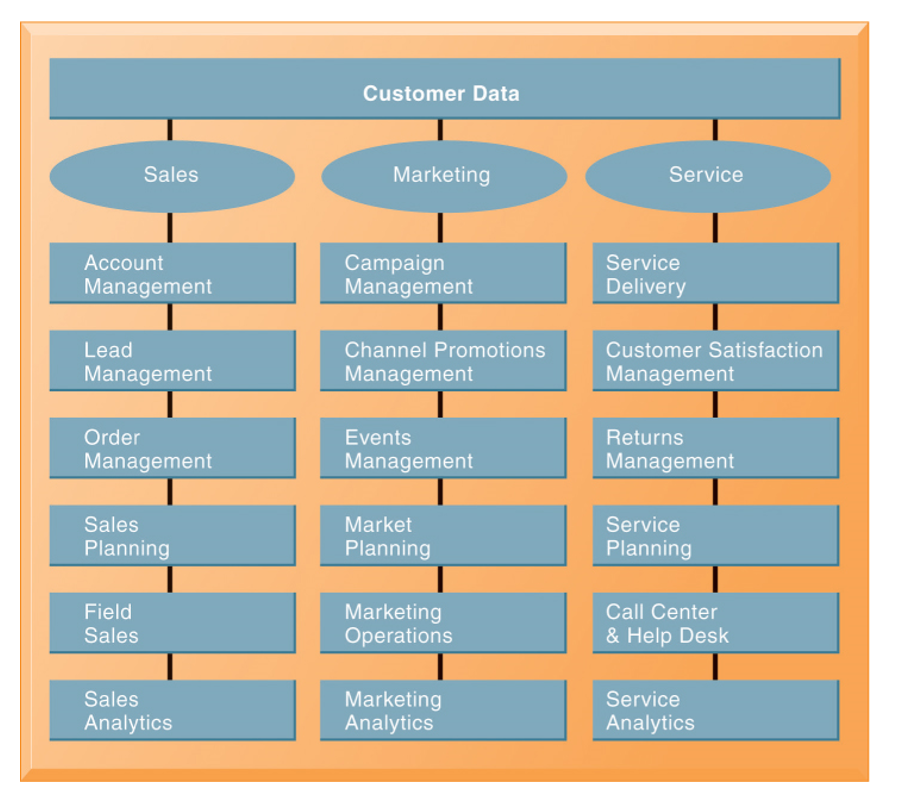 Customer Data
Sales
Marketing
Service
Account
Management
Campaign
Management
Service
Delivery
Lead
Management
Channel Promotions
Management
Customer Satisfaction
Management
Order
Management
Events
Management
Returns
Management
Sales
Planning
Market
Planning
Service
Planning
Field
Sales
Marketing
Operations
Call Center
& Help Desk
Sales
Analytics
Marketing
Analytics
Service
Analytics